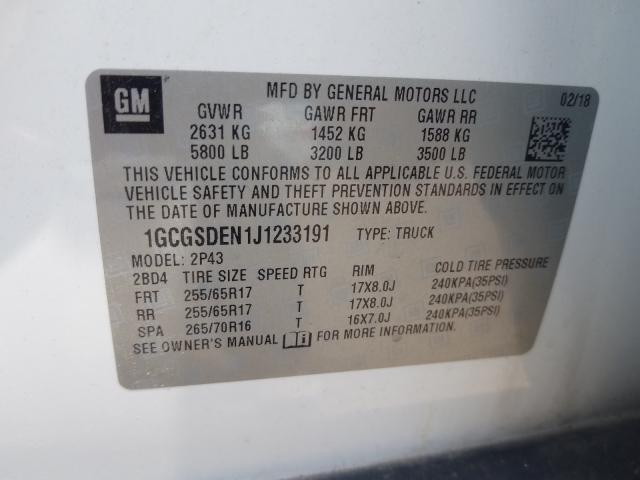 GM
MFD BY GENERAL MOTORS LLC 02/18
GVWR GAWR FRT GAWR RR
2631 KG 1452 KG 1588 KG
5800 LB 3200 LB 3500 LB
THIS VEHICLE CONFORMS TO ALL APPLICABLE U.S. FEDERAL MOTOR
VEHICLE SAFETY AND THEFT PREVENTION STANDARDS IN EFFECT ON
THE DATE OF MANUFACTURE SHOWN ABOVE.
1GCGSDEN1J1233191 TYPE: TRUCK
MODEL: 2P43
2BD4 TIRE SIZE SPEED RTG RIM COLD TIRE PRESSURE
FRT 255/65R17 T 17X8.0J 240KPA(35PSI)
RR 255/65R17 T 17X8.0J 240KPA(35PSI)
SPA 265/70R16 T 16X7.0J 240KPA(35PSI)
SEE OWNER'S MANUAL FOR MORE INFORMATION.